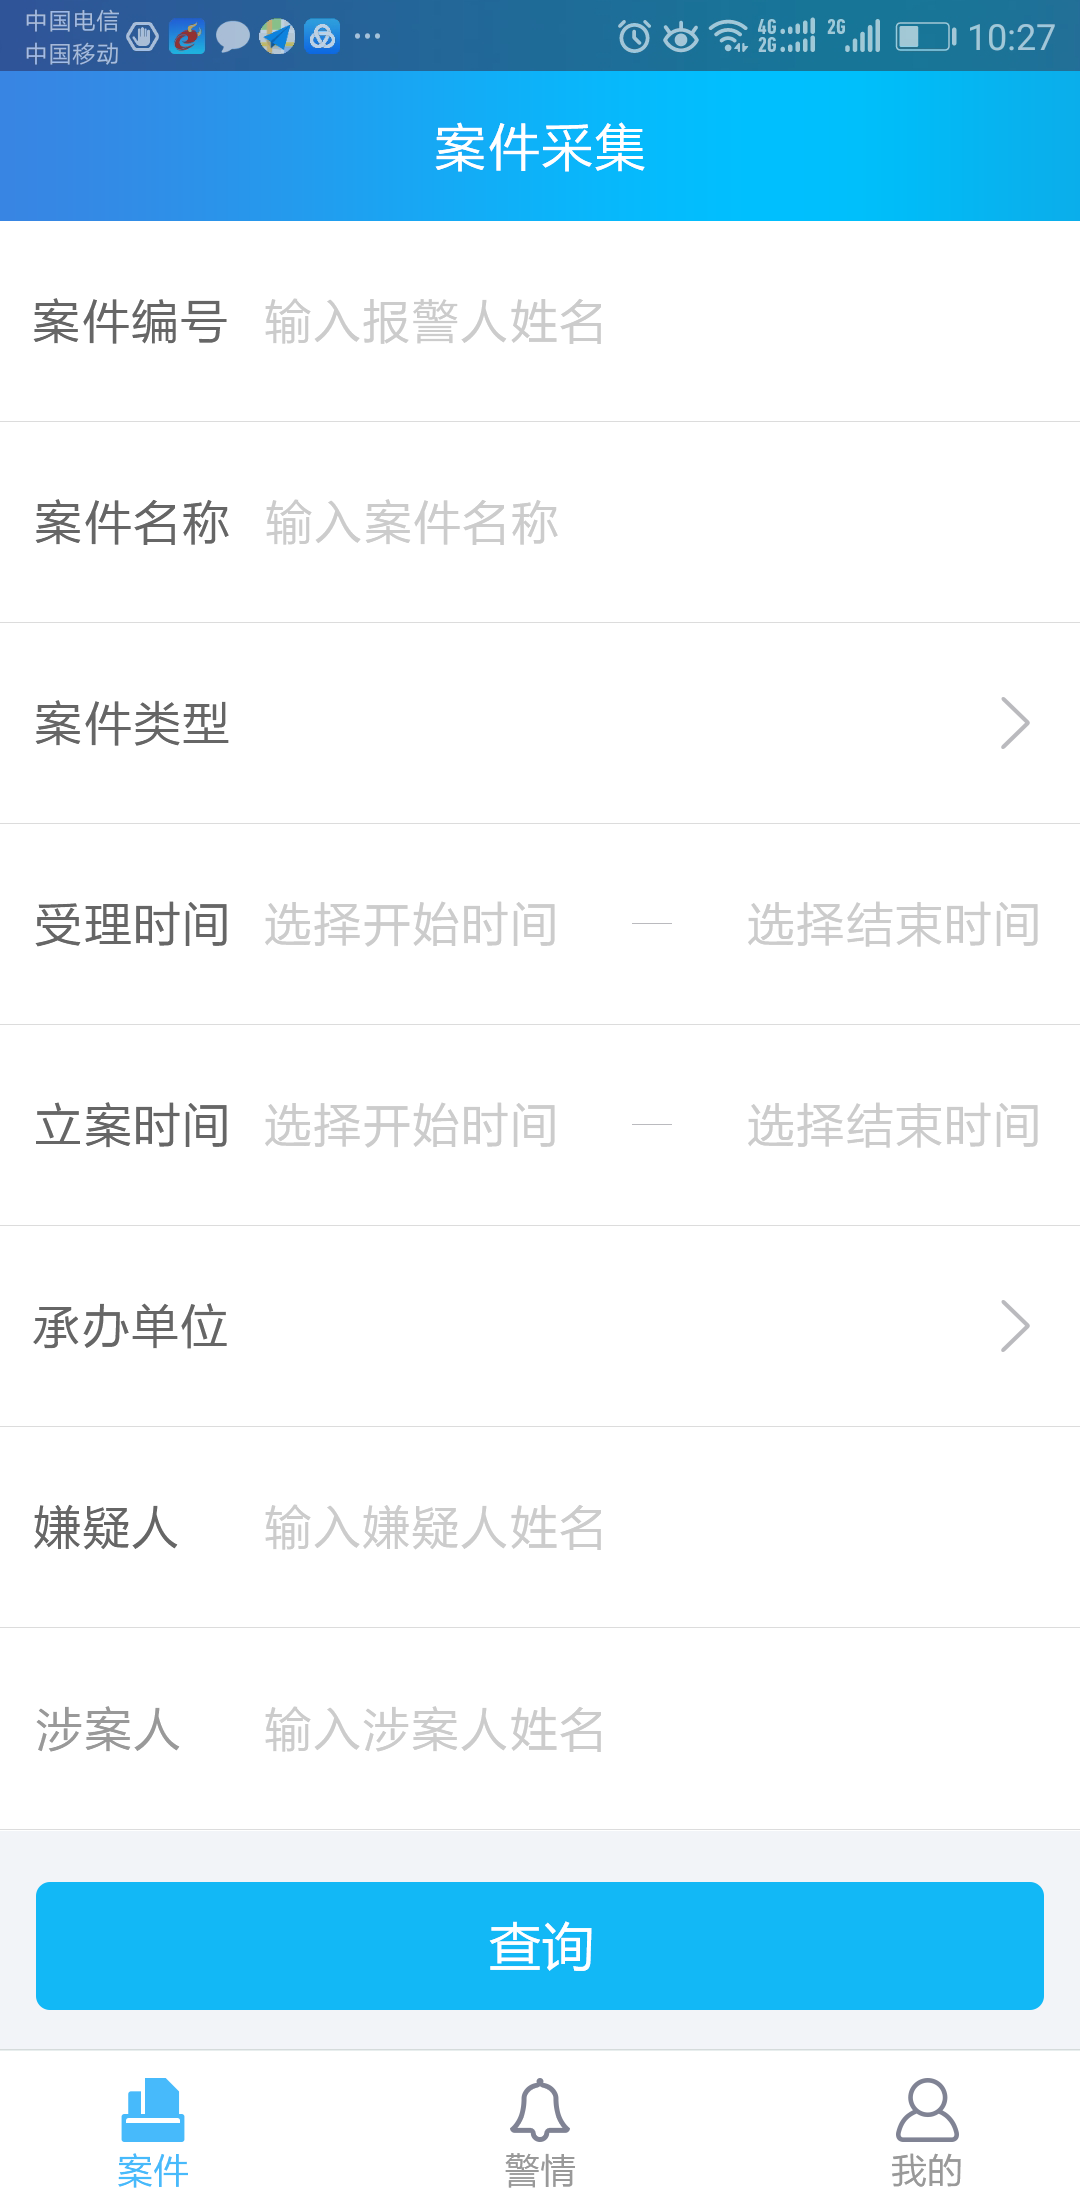 中国电信
中国移动
4G 2G 2G 10:27
案件采集
案件编号 输入报警人姓名
案件名称 输入案件名称
案件类型
受理时间 选择开始时间 — 选择结束时间
立案时间 选择开始时间 — 选择结束时间
承办单位
嫌疑人 输入嫌疑人姓名
涉案人 输入涉案人姓名
查询
案件 警情 我的